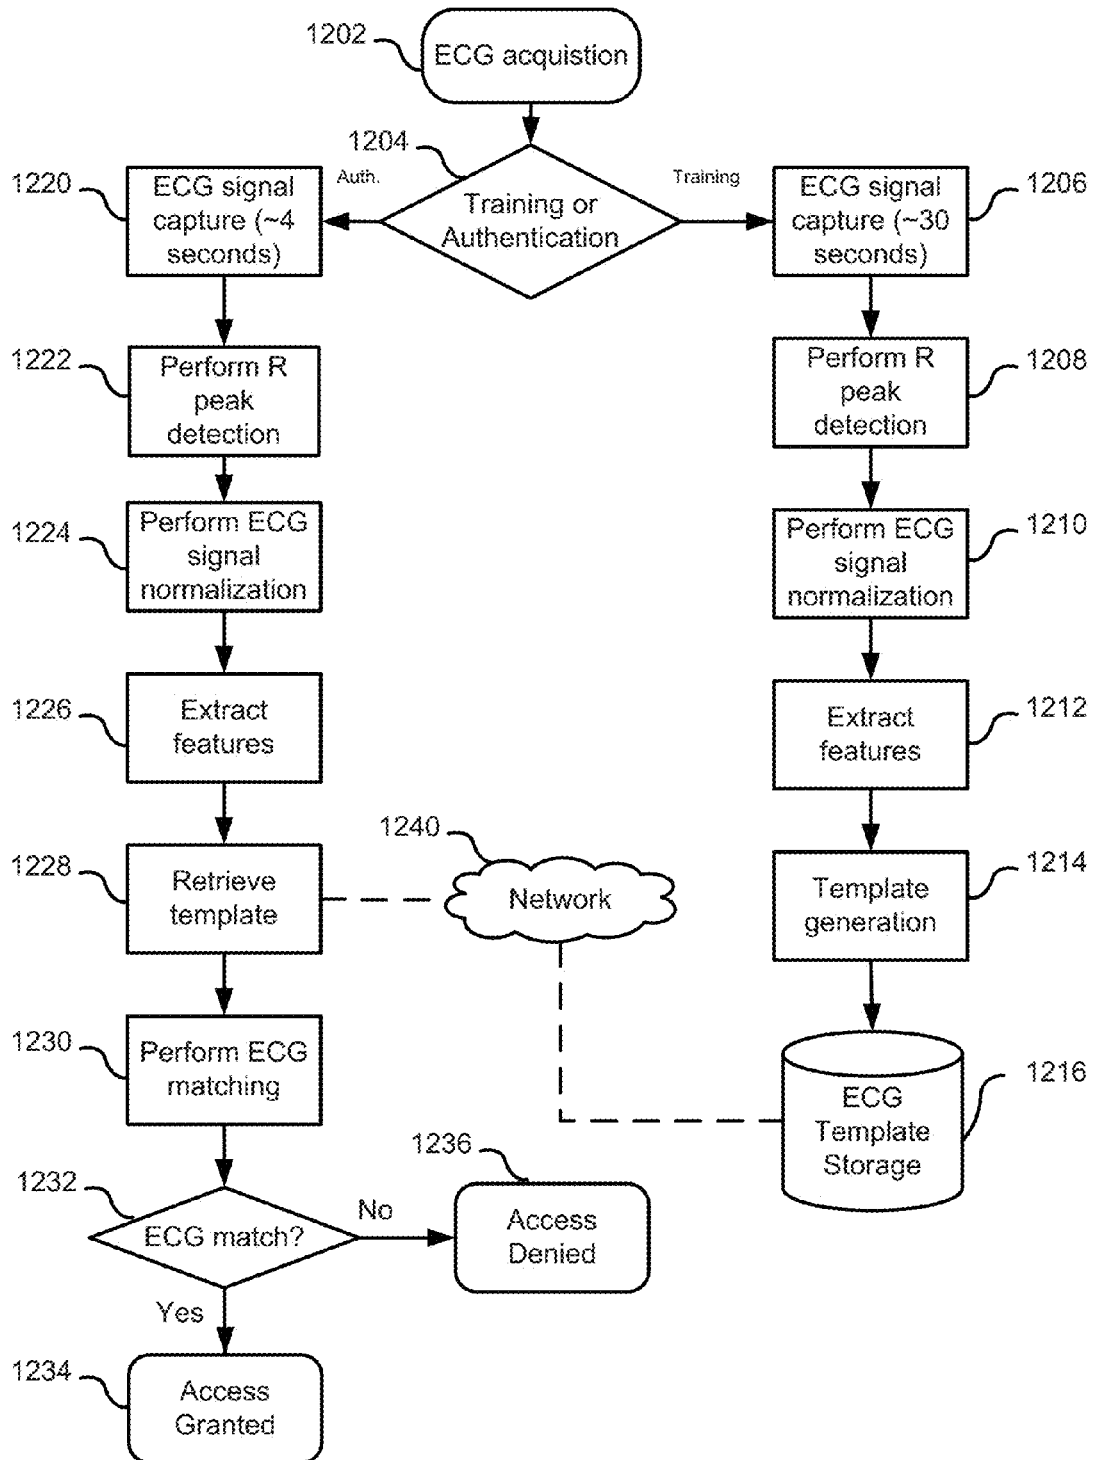 1202
ECG acquistion
1204
Auth.
Training
Training or
Authentication
1220
ECG signal
capture (~4
seconds)
1206
ECG signal
capture (~30
seconds)
1222
Perform R
peak
detection
1208
Perform R
peak
detection
1224
Perform ECG
signal
normalization
1210
Perform ECG
signal
normalization
1226
Extract
features
1212
Extract
features
1228
Retrieve
template
1240
Network
1214
Template
generation
1230
Perform ECG
matching
1216
ECG
Template
Storage
1232
ECG match?
No
1236
Access
Denied
Yes
1234
Access
Granted